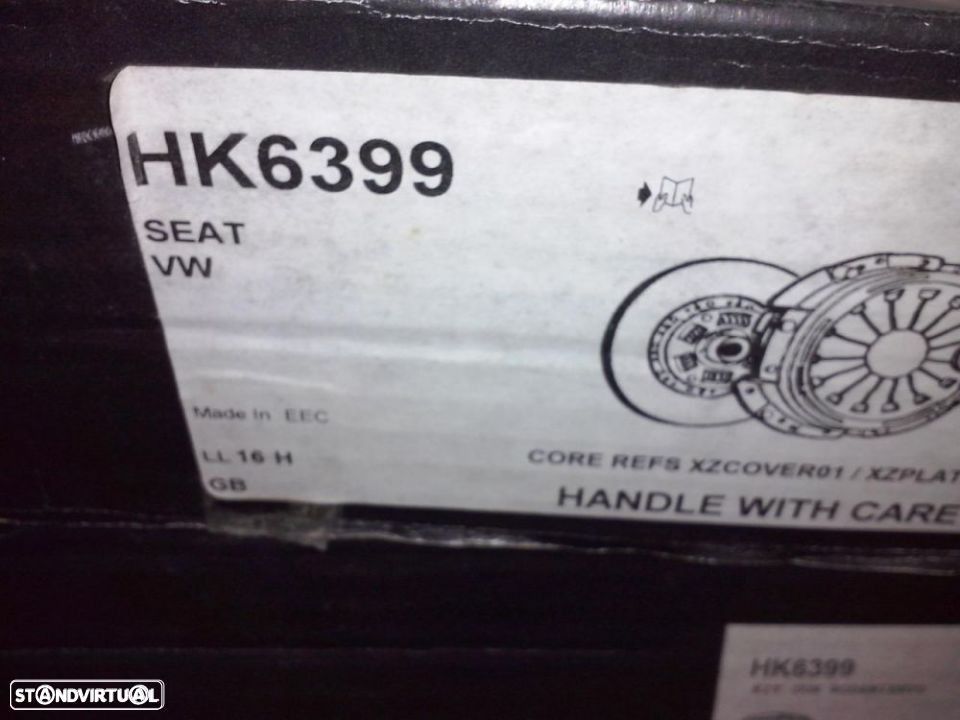 HK6399
SEAT
VW
Made In EEC
LL 16 H
GB
CORE REFS XZCOVER01 / XZPLAT
HANDLE WITH CARE
HK6399
STANDVIRTUAL